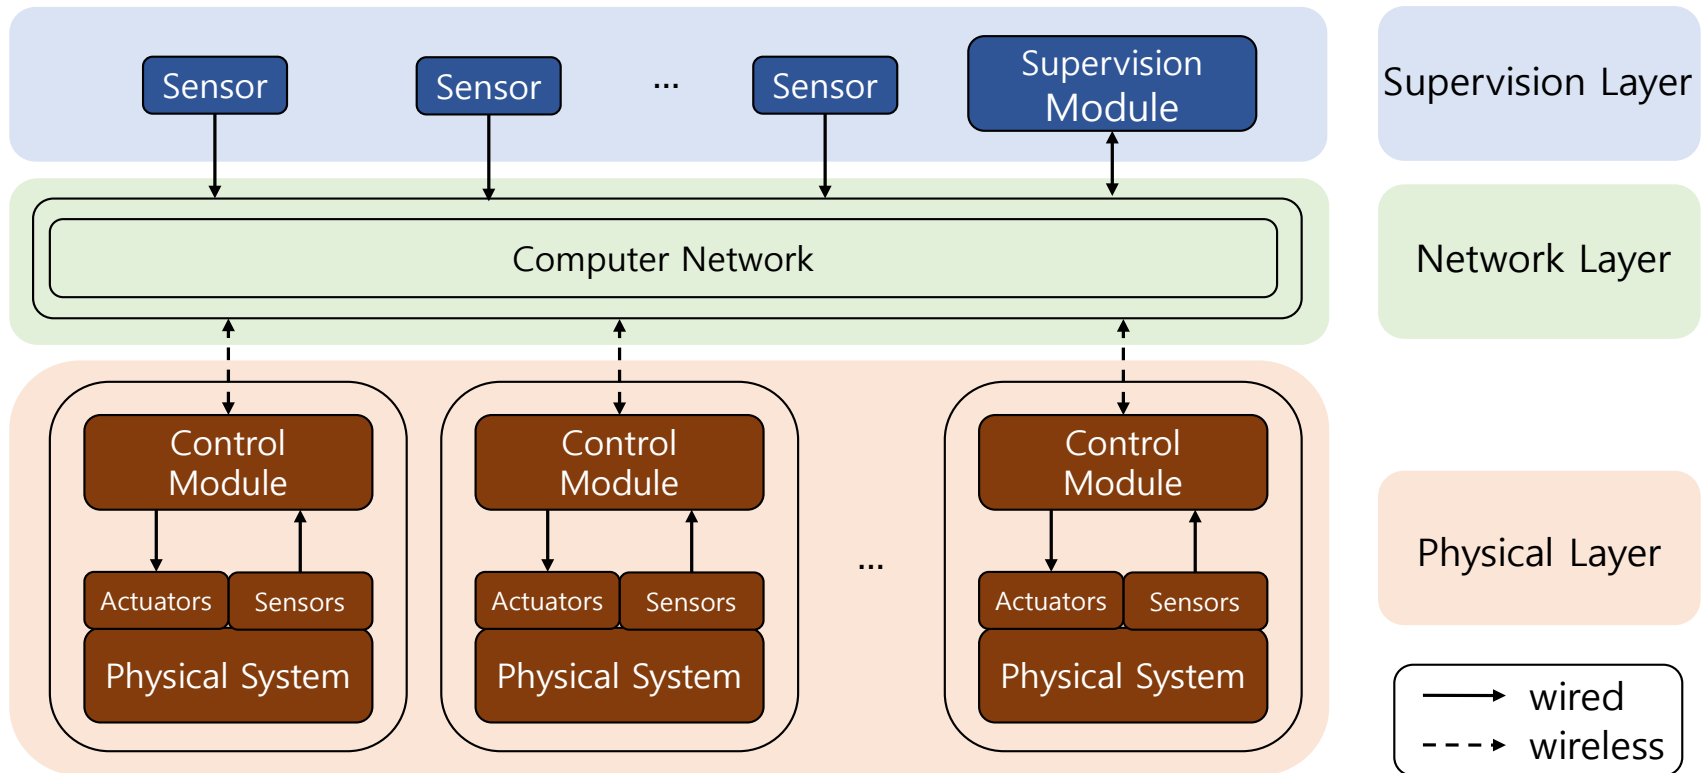 Sensor
Sensor
...
Sensor
Supervision
Module
Supervision Layer
Computer Network
Network Layer
Control
Module
Actuators
Sensors
Physical System
Control
Module
Actuators
Sensors
Physical System
...
Control
Module
Actuators
Sensors
Physical System
Physical Layer
wired
wireless